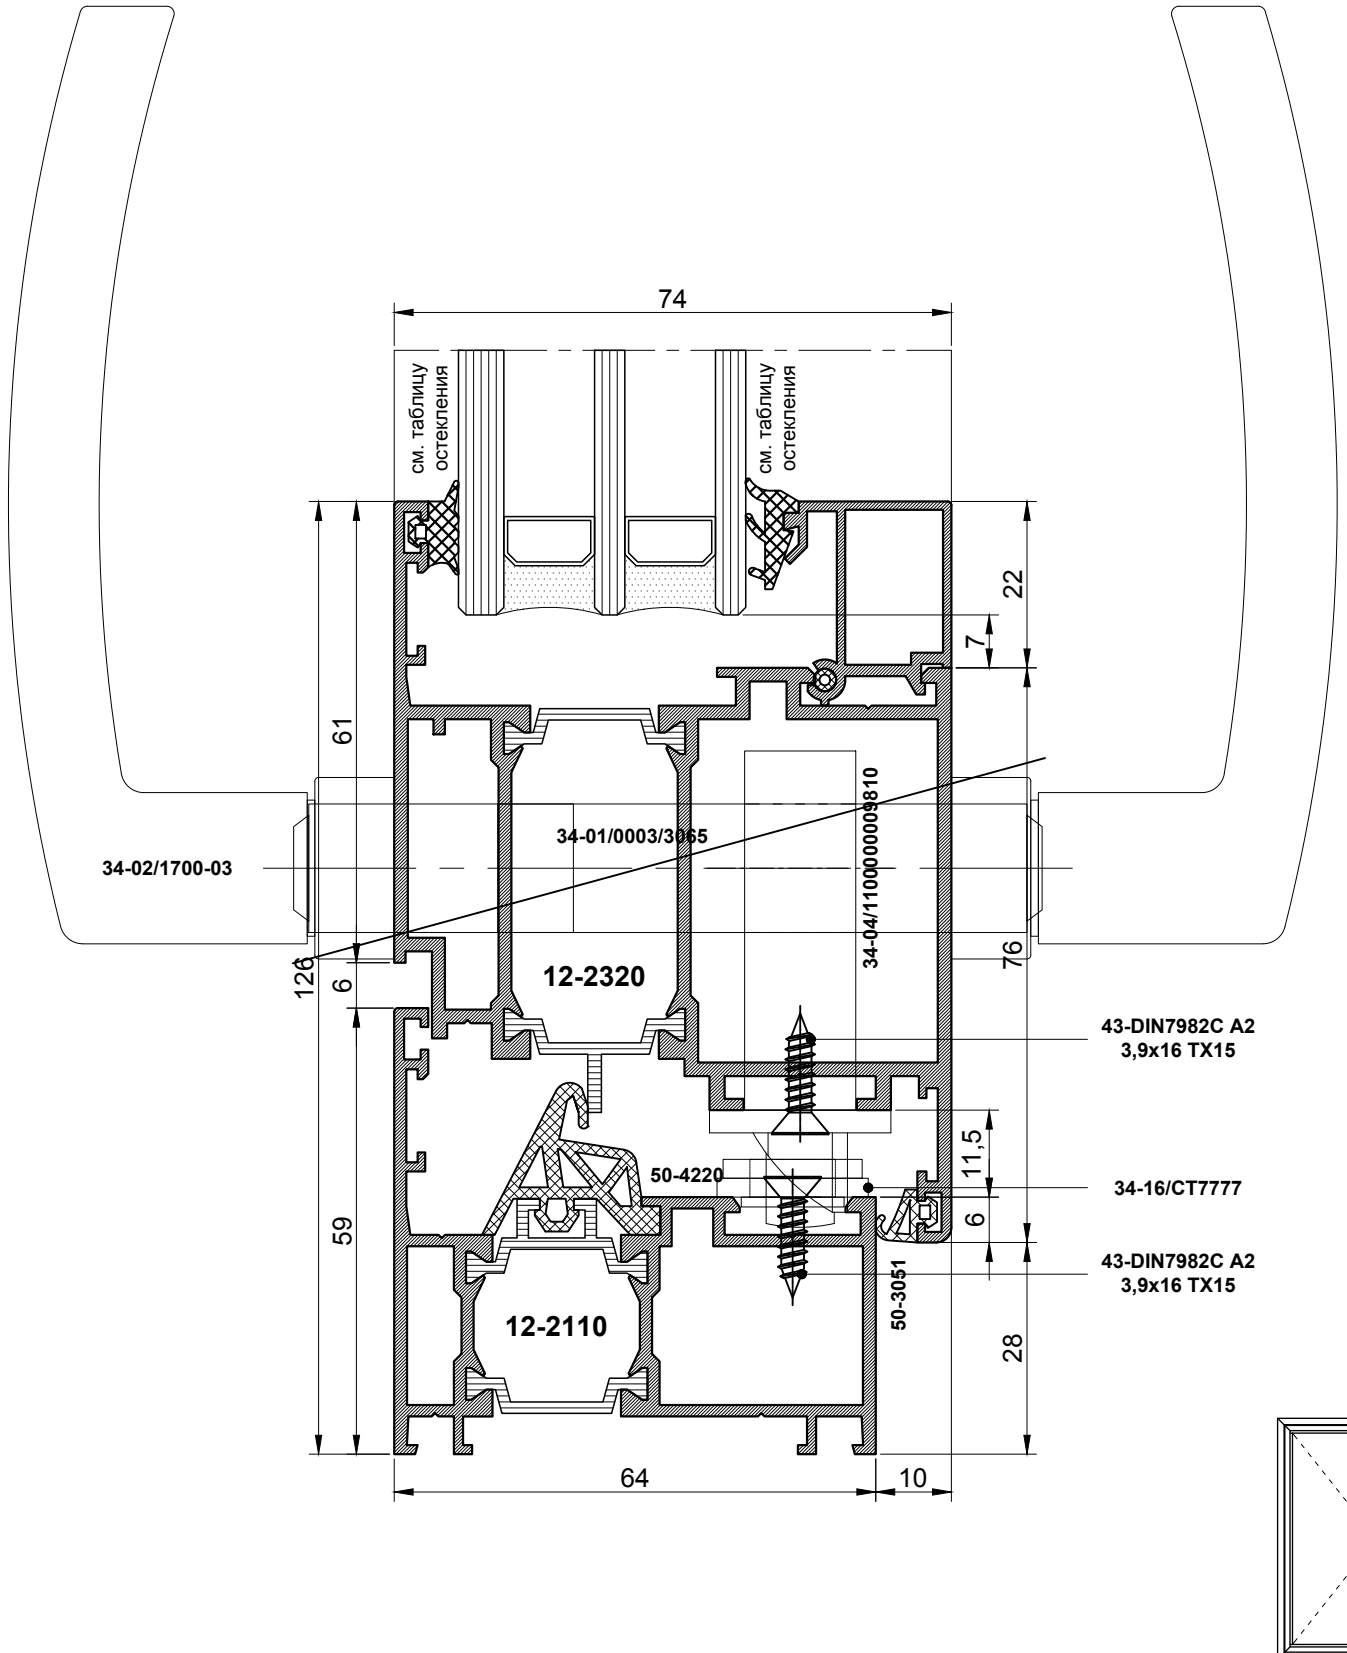 74
см. таблицу
остекления
см. таблицу
остекления
22
7
61
34-01/0003/3065
34-04/1100000009810
34-02/1700-03
126
6
12-2320
76
43-DIN7982C A2
3,9x16 TX15
11,5
50-4220
34-16/CT7777
6
59
43-DIN7982C A2
3,9x16 TX15
50-3051
12-2110
28
64
10